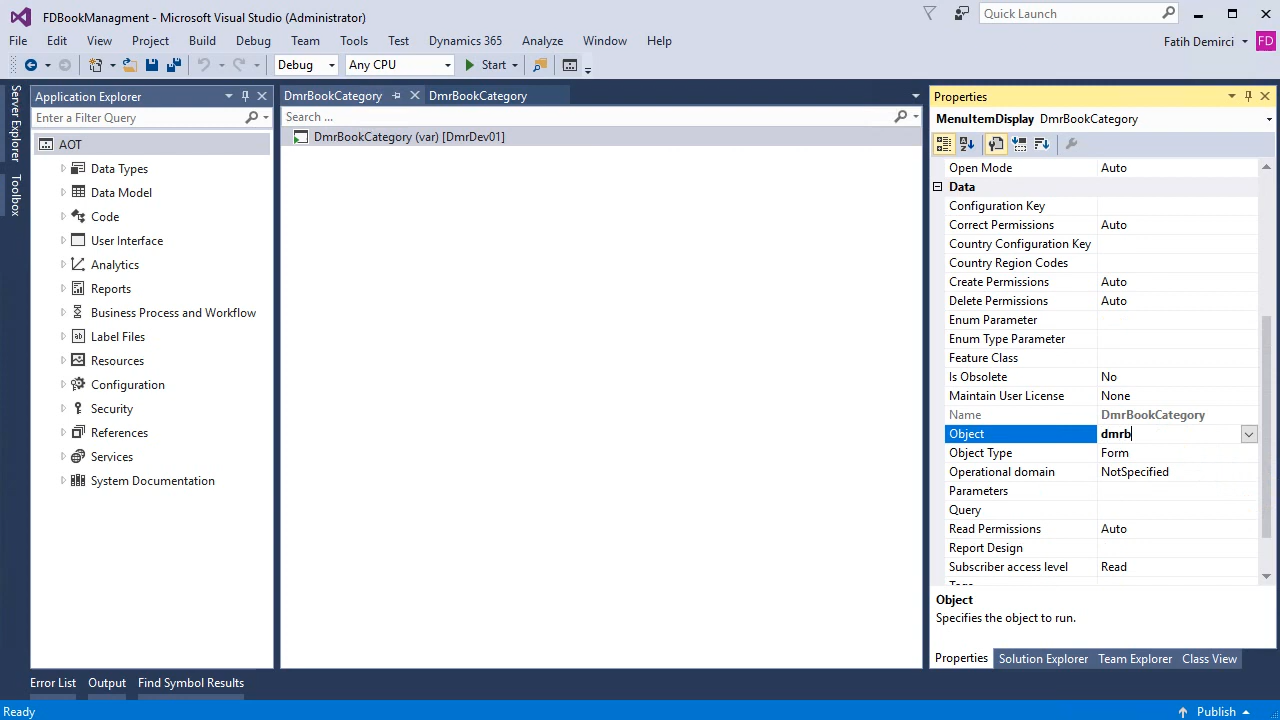 FDBookManagment - Microsoft Visual Studio (Administrator)
Quick Launch
File Edit View Project Build Debug Team Tools Test Dynamics 365 Analyze Window Help
Fatih Demirci FD
Debug Any CPU Start
Server Explorer
Toolbox
Application Explorer
Enter a Filter Query
AOT
Data Types
Data Model
Code
User Interface
Analytics
Reports
Business Process and Workflow
Label Files
Resources
Configuration
Security
References
Services
System Documentation
DmrBookCategory DmrBookCategory
Search ...
DmrBookCategory (var) [DmrDev01]
Properties
MenuItemDisplay DmrBookCategory
Open Mode Auto
Data
Configuration Key
Correct Permissions Auto
Country Configuration Key
Country Region Codes
Create Permissions Auto
Delete Permissions Auto
Enum Parameter
Enum Type Parameter
Feature Class
Is Obsolete No
Maintain User License None
Name DmrBookCategory
Object dmrb
Object Type Form
Operational domain NotSpecified
Parameters
Query
Read Permissions Auto
Report Design
Subscriber access level Read
Object
Specifies the object to run.
Properties Solution Explorer Team Explorer Class View
Error List Output Find Symbol Results
Ready
Publish